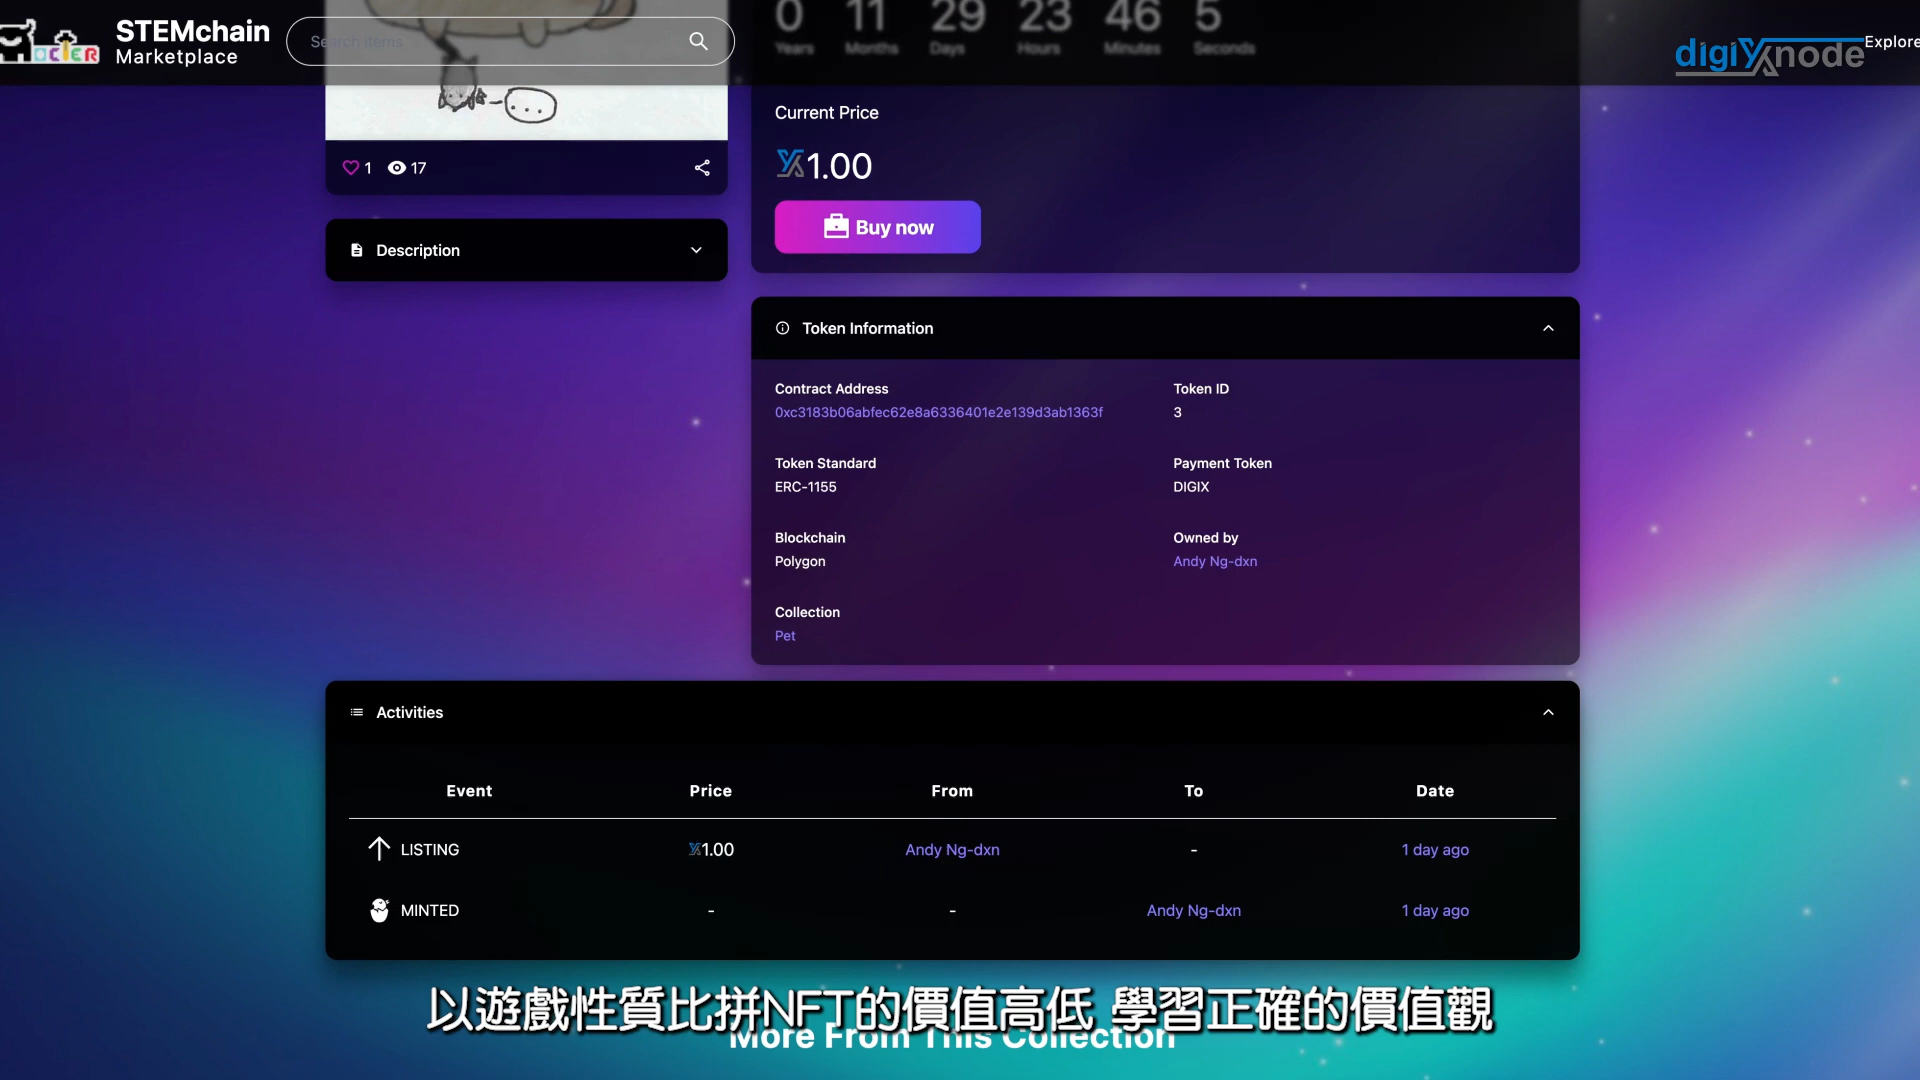 OCIER
STEMchain
Marketplace
Search items
0 11 29 23 46 5
Years Months Days Hours Minutes Seconds
digiXnode
Explore
Current Price
1.00
1 17
Buy now
Description
Token Information
Contract Address
0xc3183b06abfec62e8a6336401e2e139d3ab1363f
Token ID
3
Token Standard
ERC-1155
Payment Token
DIGIX
Blockchain
Polygon
Owned by
Andy Ng-dxn
Collection
Pet
Activities
Event Price From To Date
LISTING 1.00 Andy Ng-dxn - 1 day ago
MINTED - - Andy Ng-dxn 1 day ago
以遊戲性質比拼NFT的價值高低 學習正確的價值觀
More From This Collection